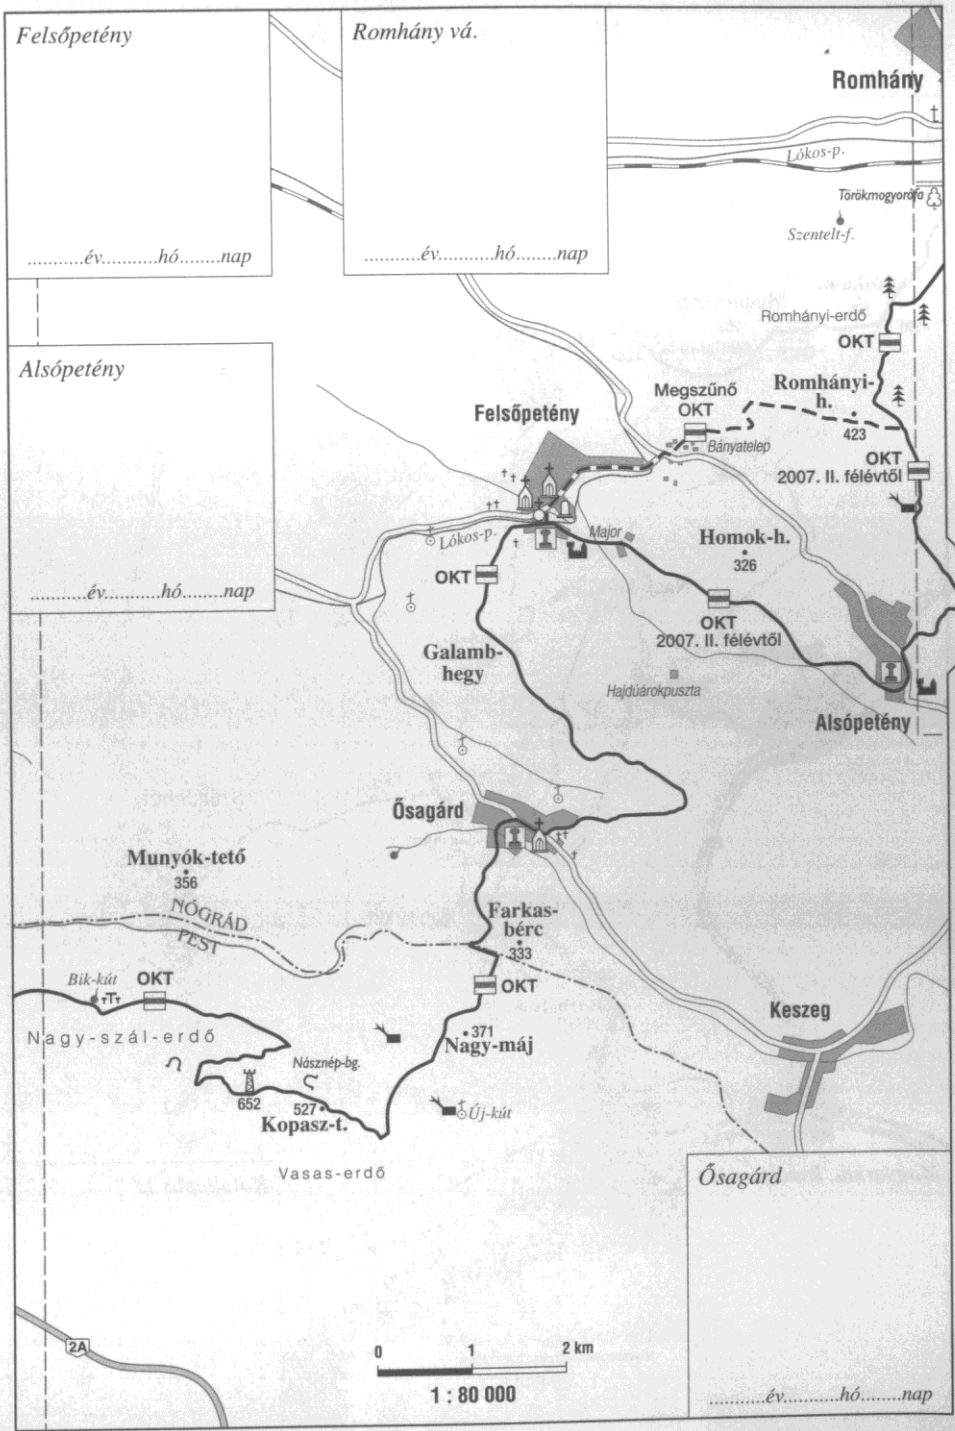 Felsőpetény
...........év...........hó........nap
Romhány vá.
...........év...........hó........nap
Romhány
Lókos-p.
Törökmogyorófa
Szentelt-f.
Alsópetény
...........év...........hó........nap
Romhányi-erdő
OKT
Romhányi-
h.
423
Megszűnő
OKT
Bányatelep
Felsőpetény
OKT
2007. II. félévtől
Lókos-p.
Major
Homok-h.
326
OKT
OKT
2007. II. félévtől
Galamb-
hegy
Hajdúárokpuszta
Alsópetény
Ősagárd
Munyók-tető
356
NÓGRÁD
PEST
Farkas-
bérc
333
Bik-kút
OKT
OKT
Keszeg
Nagy-szál-erdő
371
Nagy-máj
Násznép-bg.
652
527
Kopasz-t.
Új-kút
Vasas-erdő
Ősagárd
...........év...........hó........nap
2A
0 1 2 km
1 : 80 000